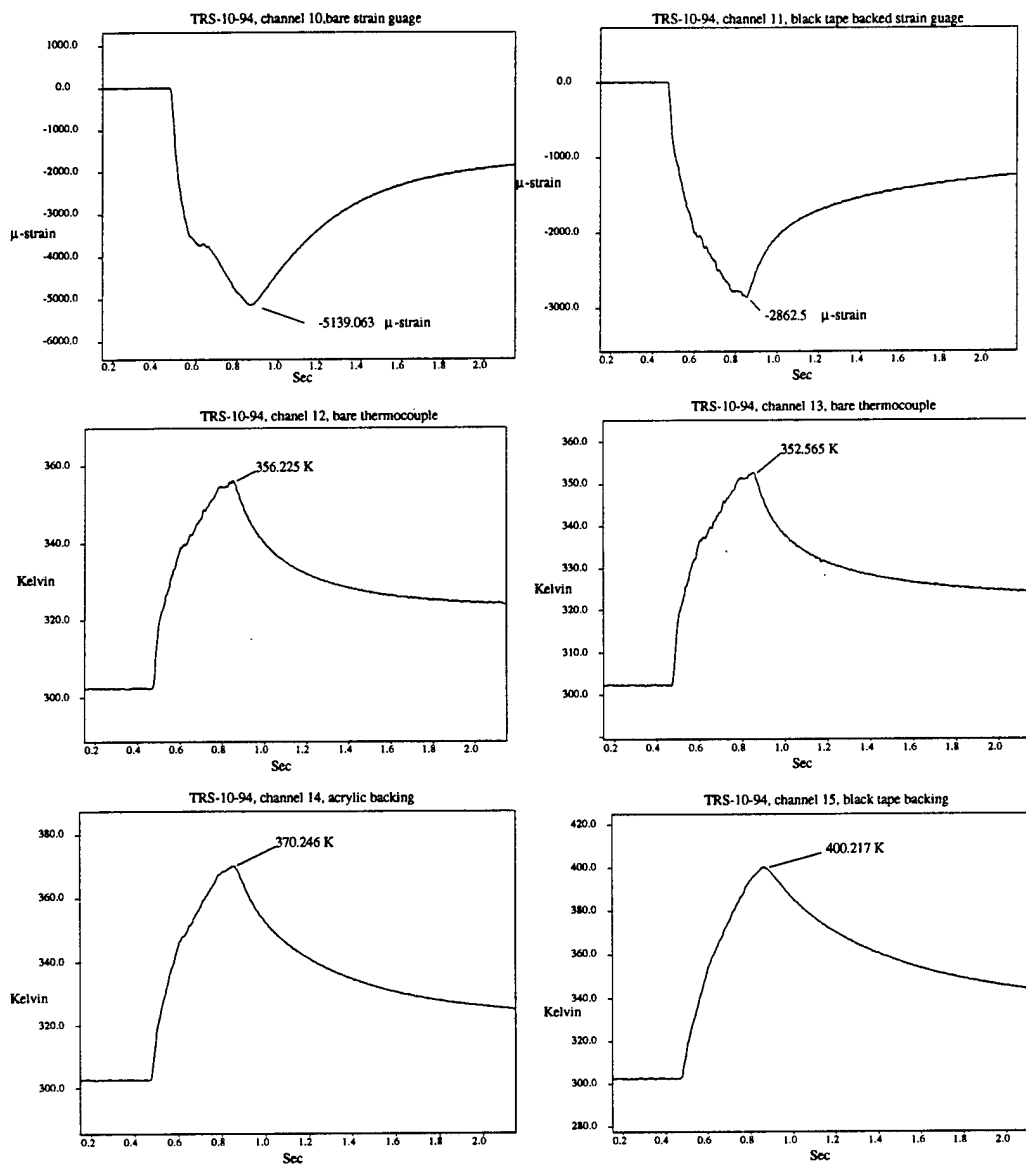 TRS-10-94, channel 10,bare strain guage
1000.0
0.0
-1000.0
-2000.0
-3000.0
μ-strain
-4000.0
-5000.0
-6000.0
-5139.063 μ-strain
0.2 0.4 0.6 0.8 1.0 1.2 1.4 1.6 1.8 2.0
Sec
TRS-10-94, channel 11, black tape backed strain guage
0.0
-1000.0
μ-strain
-2000.0
-3000.0
-2862.5 μ-strain
0.2 0.4 0.6 0.8 1.0 1.2 1.4 1.6 1.8 2.0
Sec
TRS-10-94, chanel 12, bare thermocouple
360.0
356.225 K
340.0
Kelvin
320.0
300.0
0.2 0.4 0.6 0.8 1.0 1.2 1.4 1.6 1.8 2.0
Sec
TRS-10-94, channel 13, bare thermocouple
360.0
352.565 K
350.0
340.0
330.0
Kelvin
320.0
310.0
300.0
0.2 0.4 0.6 0.8 1.0 1.2 1.4 1.6 1.8 2.0
Sec
TRS-10-94, channel 14, acrylic backing
380.0
370.246 K
360.0
340.0
Kelvin
320.0
300.0
0.2 0.4 0.6 0.8 1.0 1.2 1.4 1.6 1.8 2.0
Sec
TRS-10-94, channel 15, black tape backing
420.0
400.217 K
400.0
380.0
360.0
340.0
Kelvin
320.0
300.0
280.0
0.2 0.4 0.6 0.8 1.0 1.2 1.4 1.6 1.8 2.0
Sec